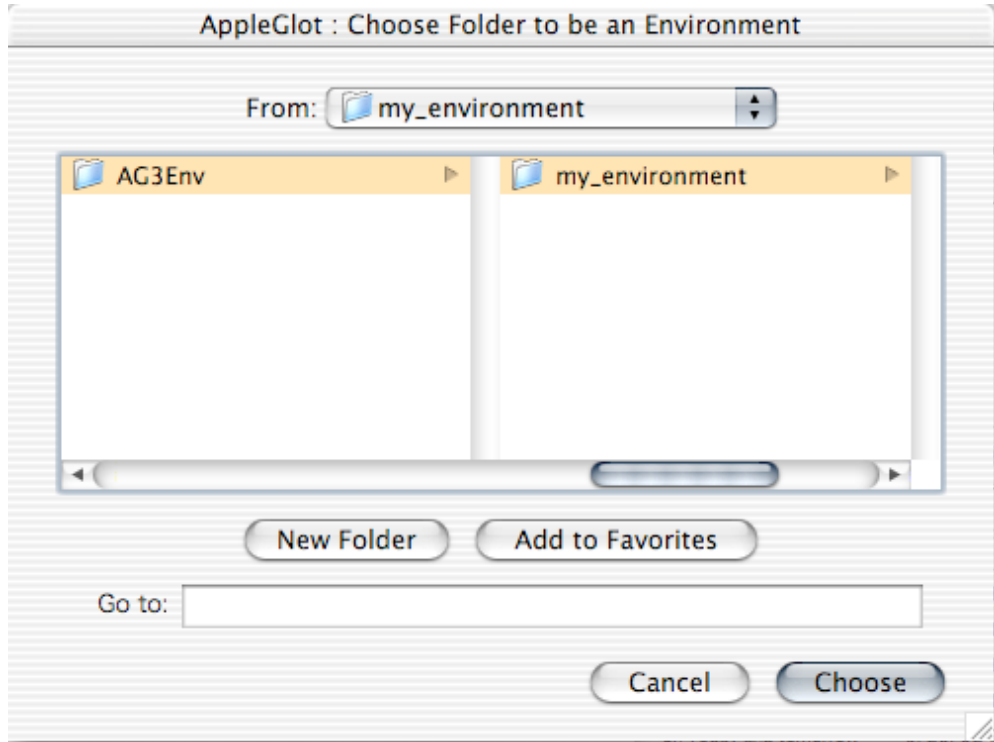 AppleGlot : Choose Folder to be an Environment
From: my_environment
AG3Env my_environment
New Folder Add to Favorites
Go to:
Cancel Choose